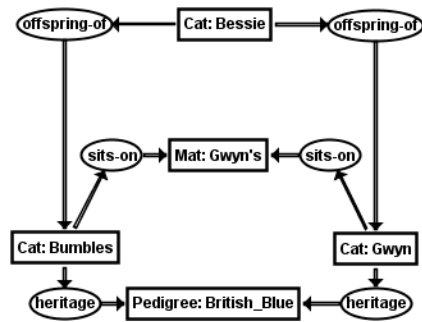 offspring-of
Cat: Bessie
offspring-of
sits-on
Mat: Gwyn's
sits-on
Cat: Bumbles
Cat: Gwyn
heritage
Pedigree: British_Blue
heritage